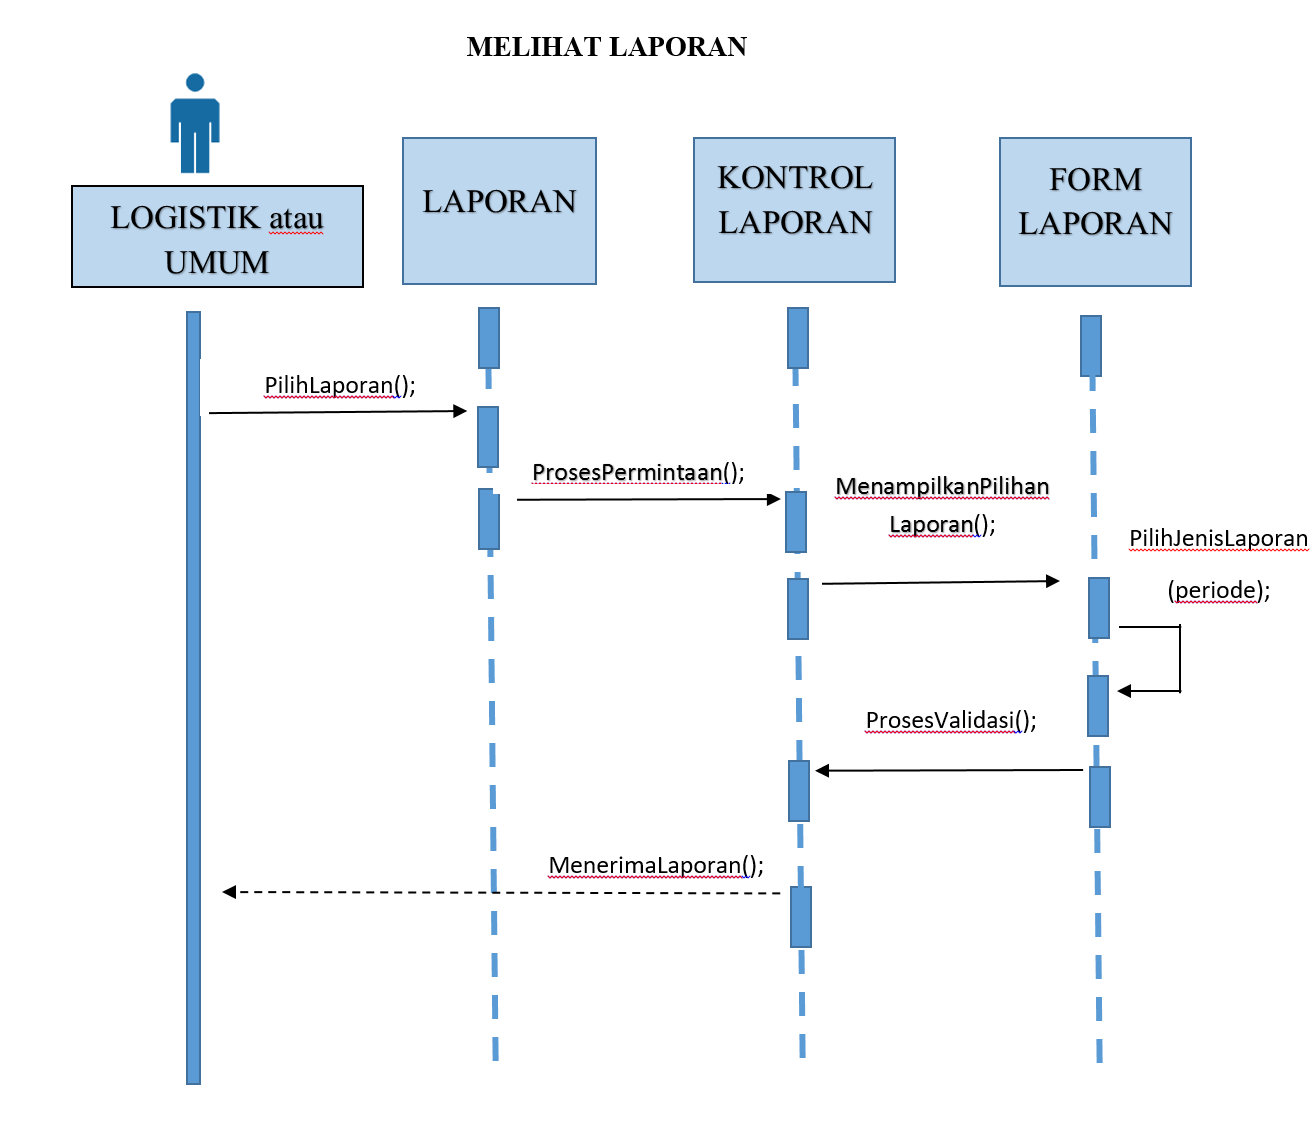 MELIHAT LAPORAN
LOGISTIK atau
UMUM
LAPORAN
KONTROL
LAPORAN
FORM
LAPORAN
PilihLaporan();
ProsesPermintaan();
MenampilkanPilihan
Laporan();
PilihJenisLaporan
(periode);
ProsesValidasi();
MenerimaLaporan();